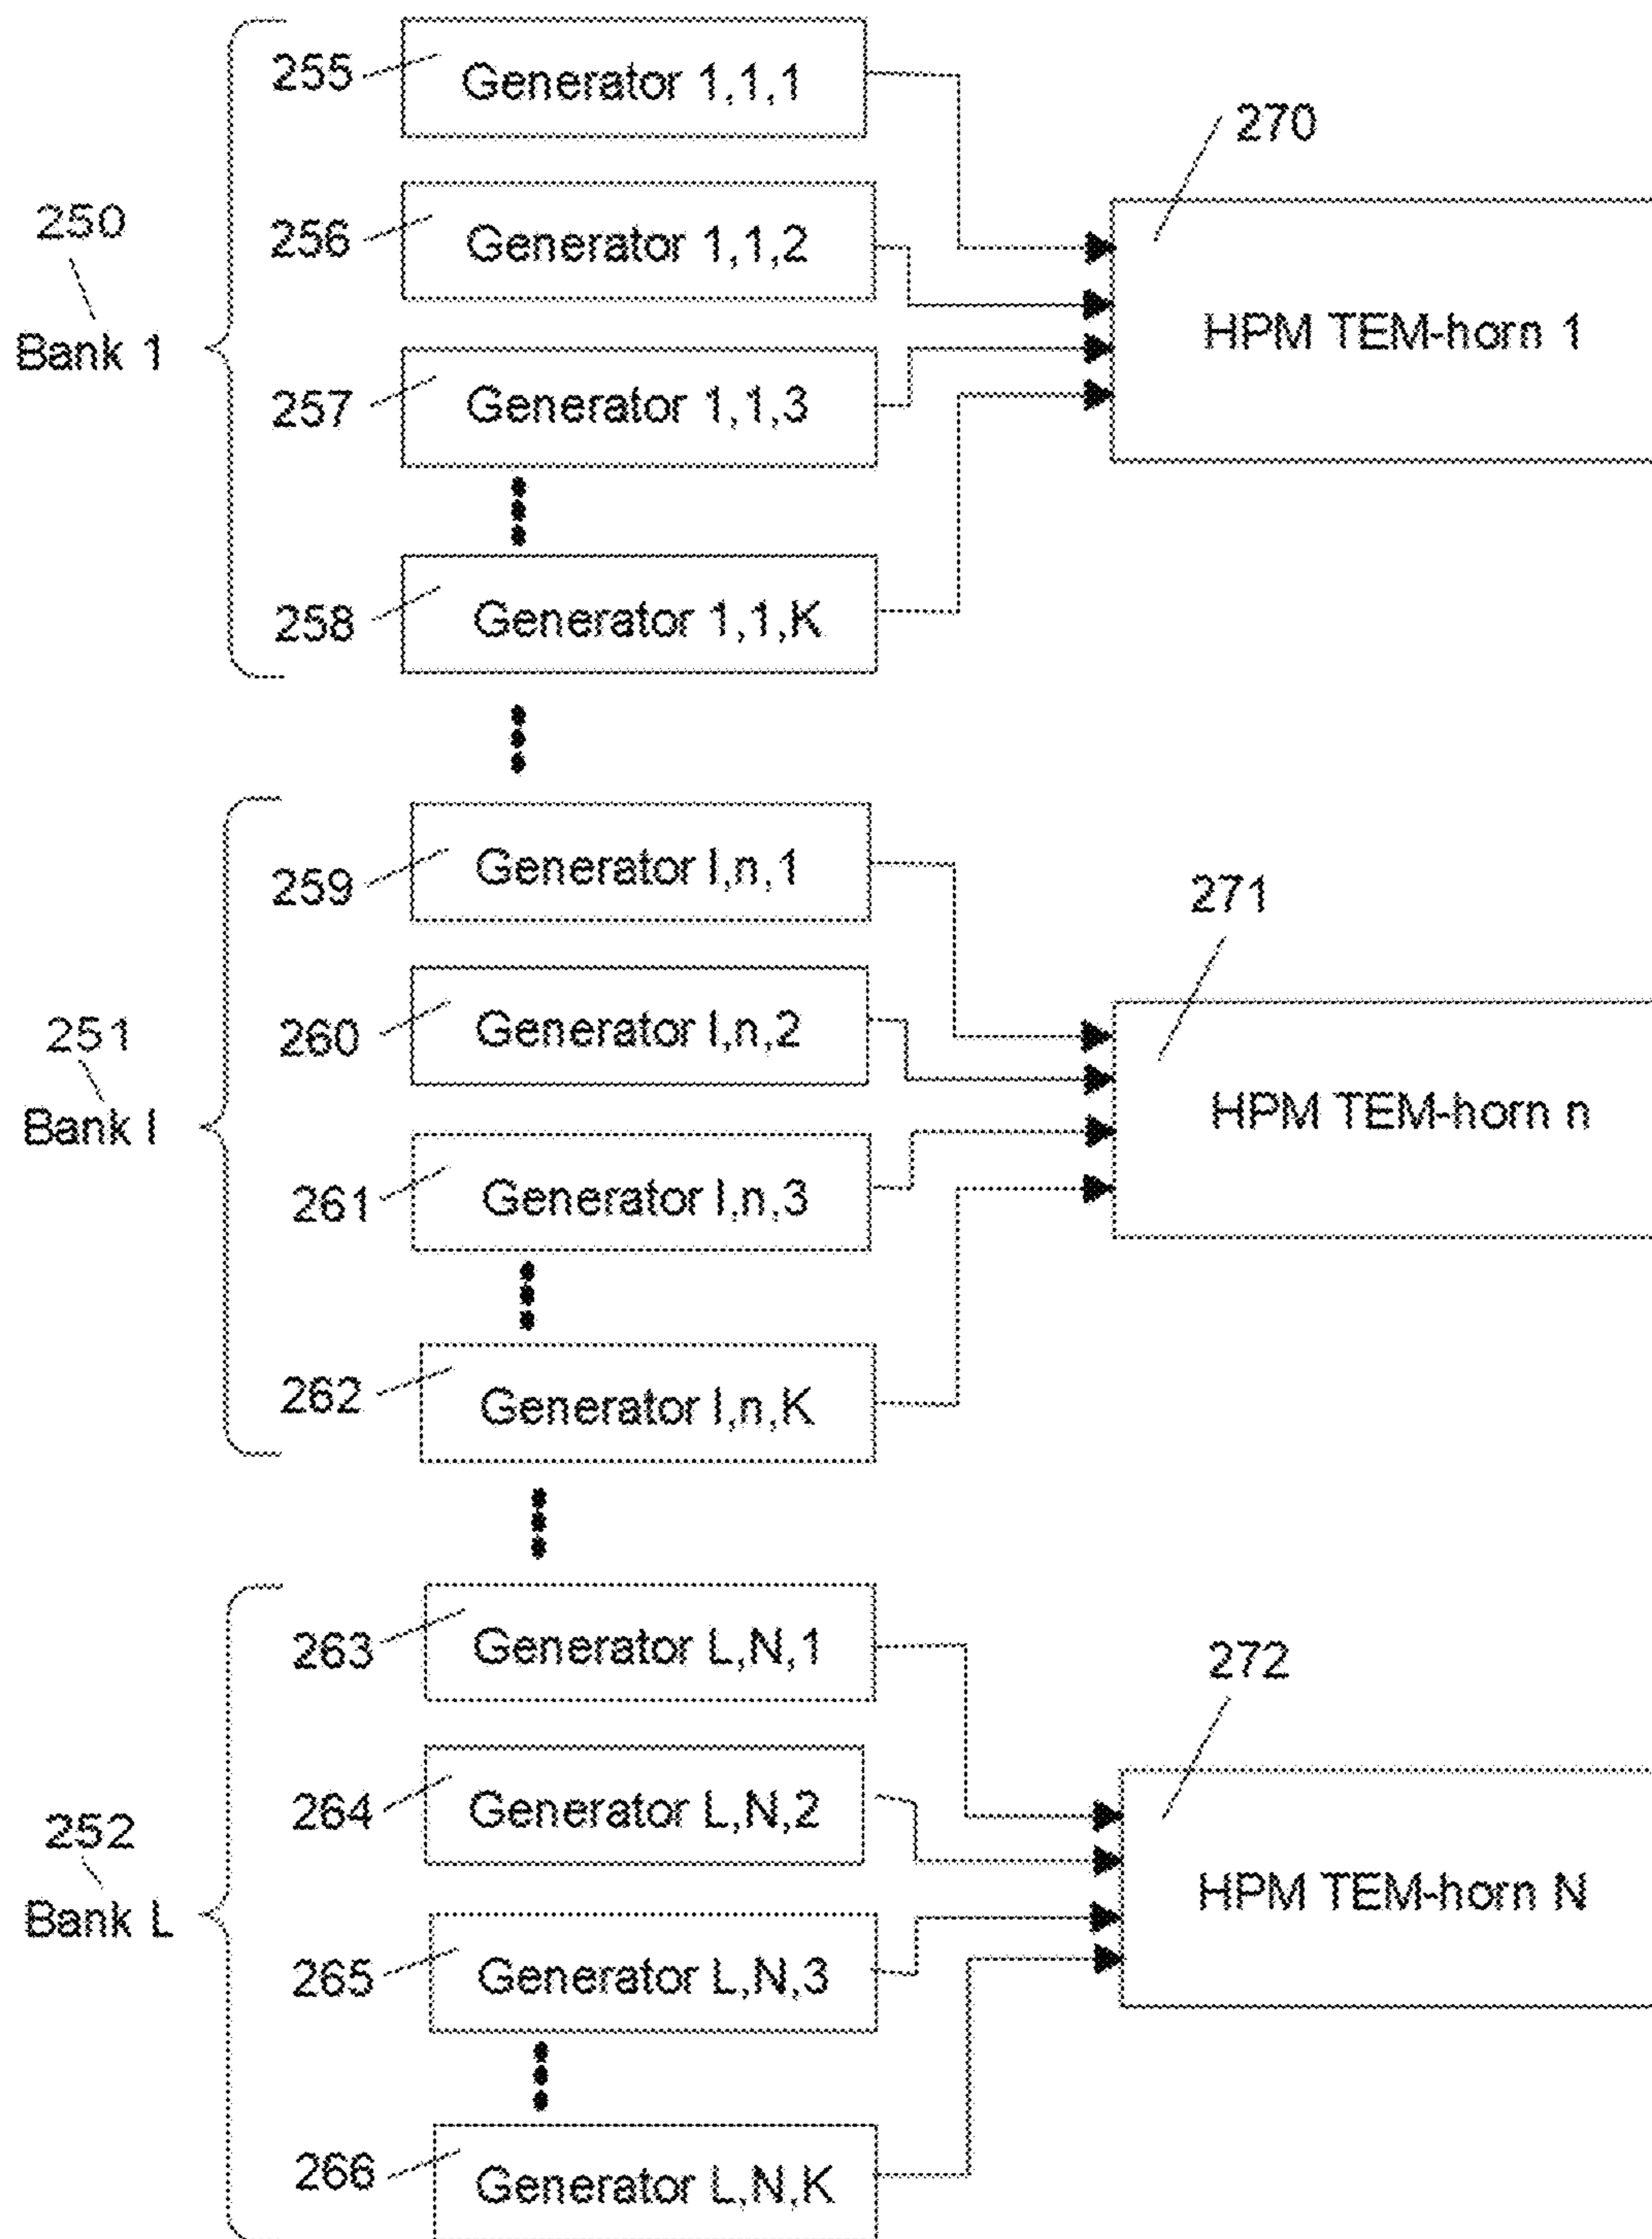 255
Generator 1,1,1
270
250
256
Generator 1,1,2
HPM TEM-horn 1
Bank 1
257
Generator 1,1,3
258
Generator 1,1,K
259
Generator l,n,1
271
251
260
Generator l,n,2
Bank l
HPM TEM-horn n
261
Generator l,n,3
262
Generator l,n,K
263
Generator L,N,1
272
252
264
Generator L,N,2
Bank L
HPM TEM-horn N
265
Generator L,N,3
266
Generator L,N,K